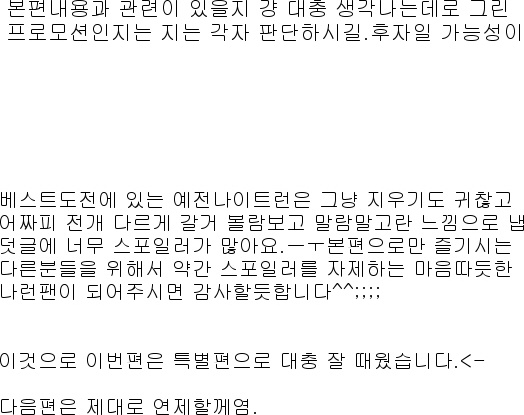 본편내용과 관련이 있을지 걍 대충 생각나는데로 그린
프로모션인지는 지는 각자 판단하시길.후자일 가능성이
베스트도전에 있는 예전나이트런은 그냥 지우기도 귀찮고
어짜피 전개 다르게 갈거 볼람보고 말람말고란 느낌으로 냅
덧글에 너무 스포일러가 많아요.ㅡㅜ본편으로만 즐기시는
다른분들을 위해서 약간 스포일러를 자제하는 마음따듯한
나런팬이 되어주시면 감사할듯합니다^^;;;;
이것으로 이번편은 특별편으로 대충 잘 때웠습니다.<-
다음편은 제대로 연제할께염.